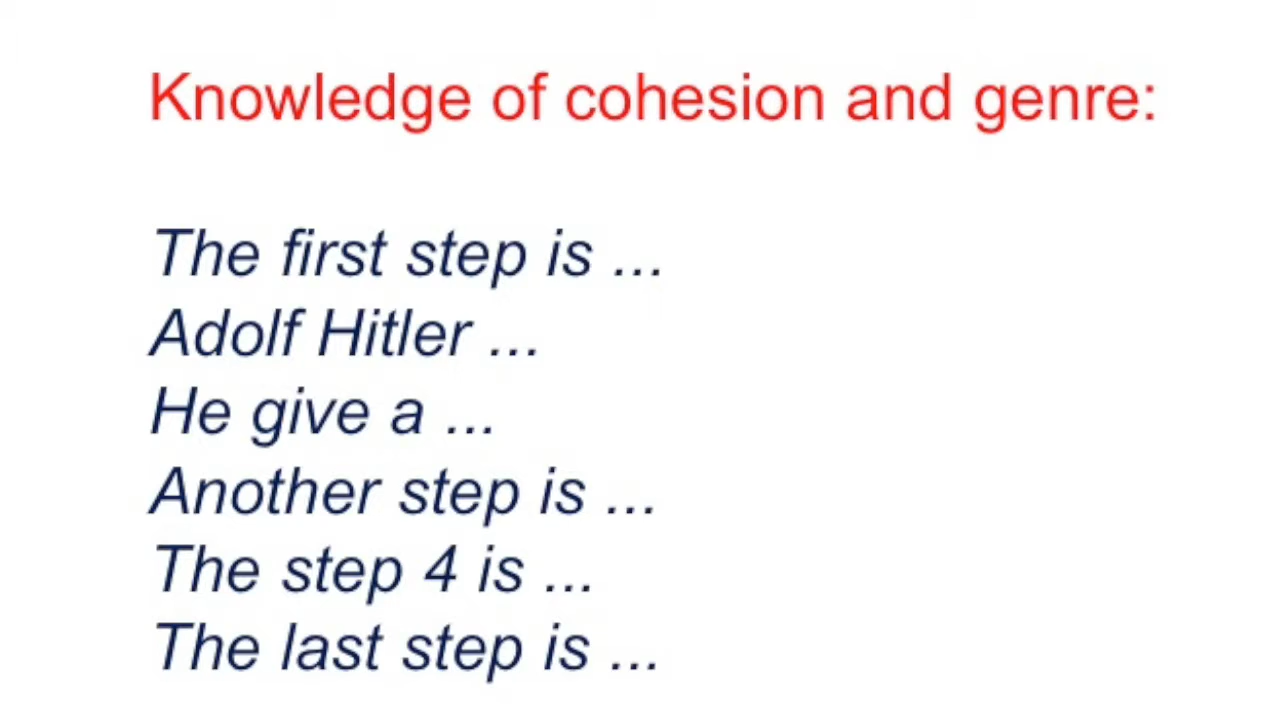 Knowledge of cohesion and genre:
The first step is ...
Adolf Hitler ...
He give a ...
Another step is ...
The step 4 is ...
The last step is ...